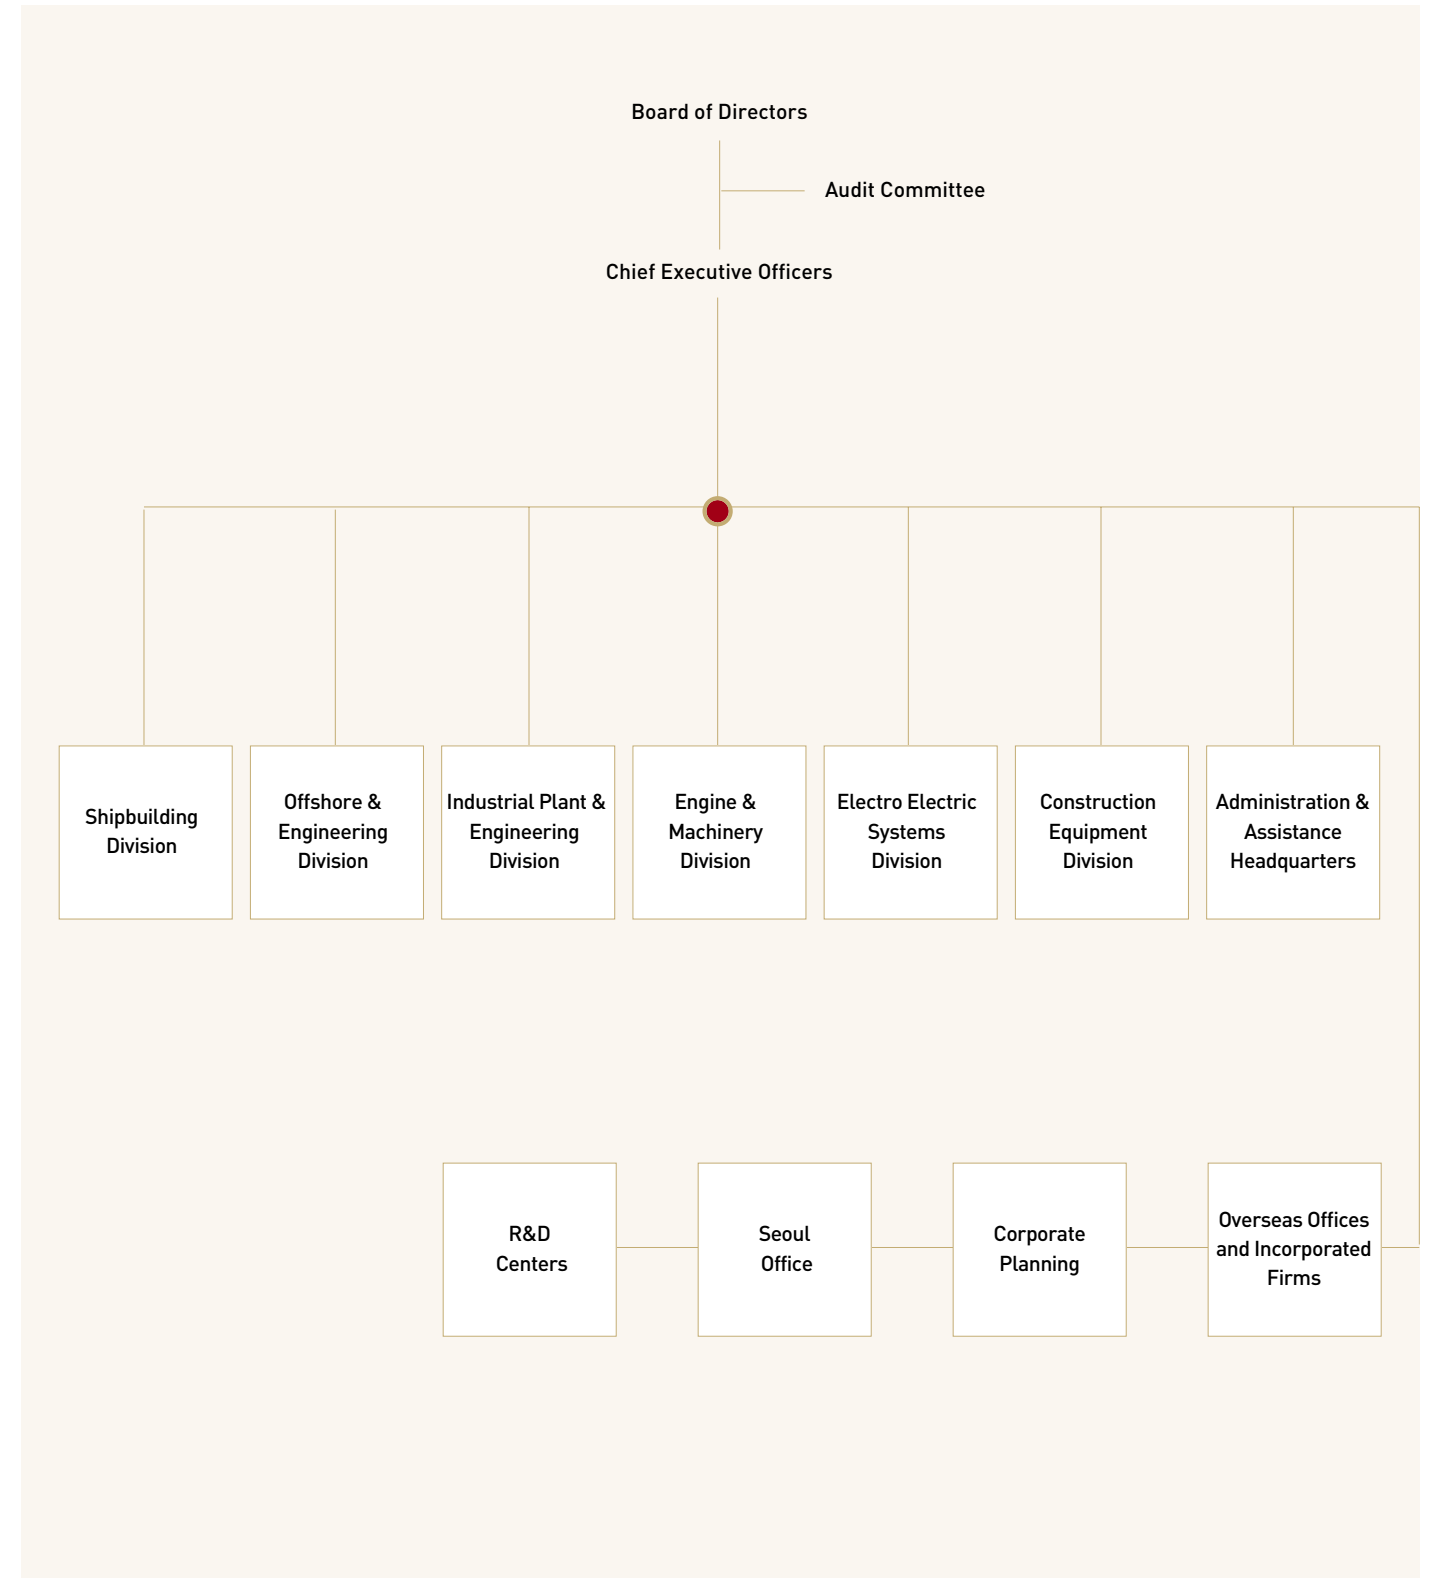 Board of Directors
Audit Committee
Chief Executive Officers
Shipbuilding
Division
Offshore &
Engineering
Division
Industrial Plant &
Engineering
Division
Engine &
Machinery
Division
Electro Electric
Systems
Division
Construction
Equipment
Division
Administration &
Assistance
Headquarters
R&D
Centers
Seoul
Office
Corporate
Planning
Overseas Offices
and Incorporated
Firms